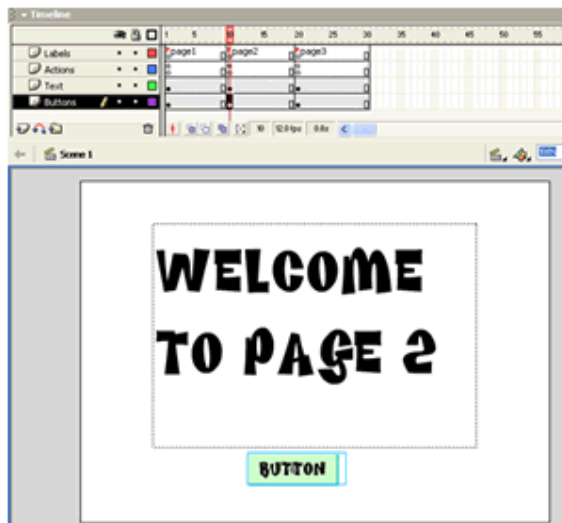 Timeline
1 5 10 15 20 25 30 35 40 45 50 55
Labels page1 page2 page3
Actions
Text
Buttons
10 12.0 fps 0.8s
Scene 1
WELCOME
TO PAGE 2
BUTTON